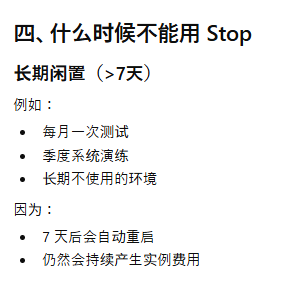 四、什么时候不能用 Stop
长期闲置（>7天）
例如：
• 每月一次测试
• 季度系统演练
• 长期不使用的环境
因为：
• 7 天后会自动重启
• 仍然会持续产生实例费用